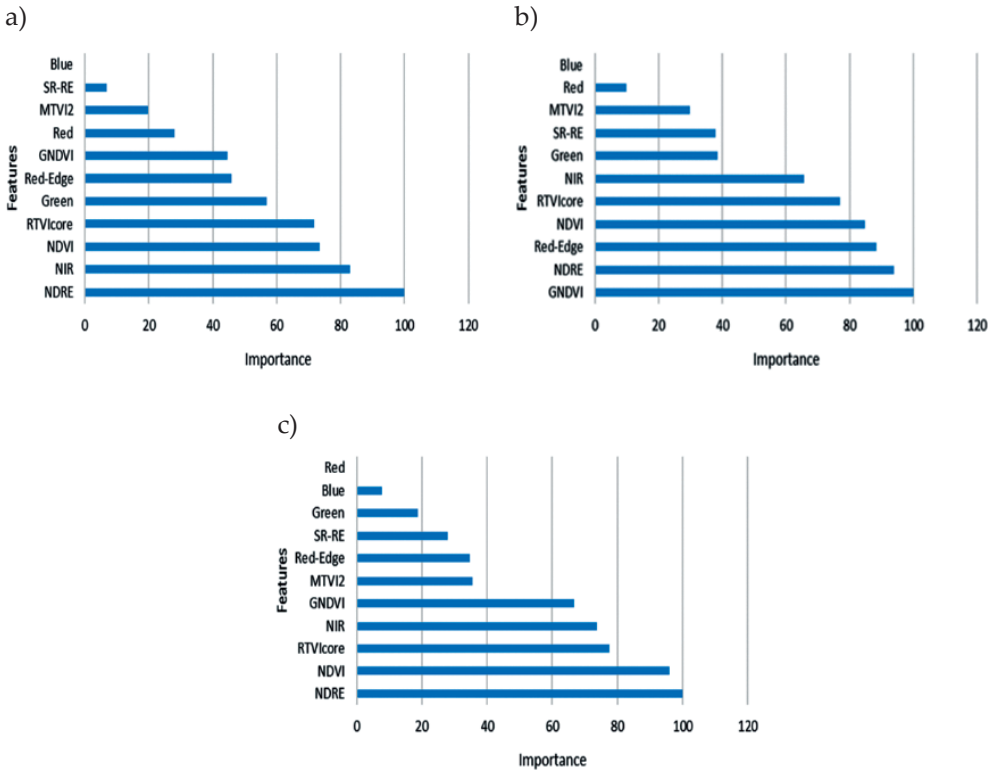 a)
Features
Blue
SR-RE
MTVI2
Red
GNDVI
Red-Edge
Green
RTVIcore
NDVI
NIR
NDRE
0 20 40 60 80 100 120
Importance
b)
Features
Blue
Red
MTVI2
SR-RE
Green
NIR
RTVIcore
NDVI
Red-Edge
NDRE
GNDVI
0 20 40 60 80 100 120
Importance
c)
Features
Red
Blue
Green
SR-RE
Red-Edge
MTVI2
GNDVI
NIR
RTVIcore
NDVI
NDRE
0 20 40 60 80 100 120
Importance